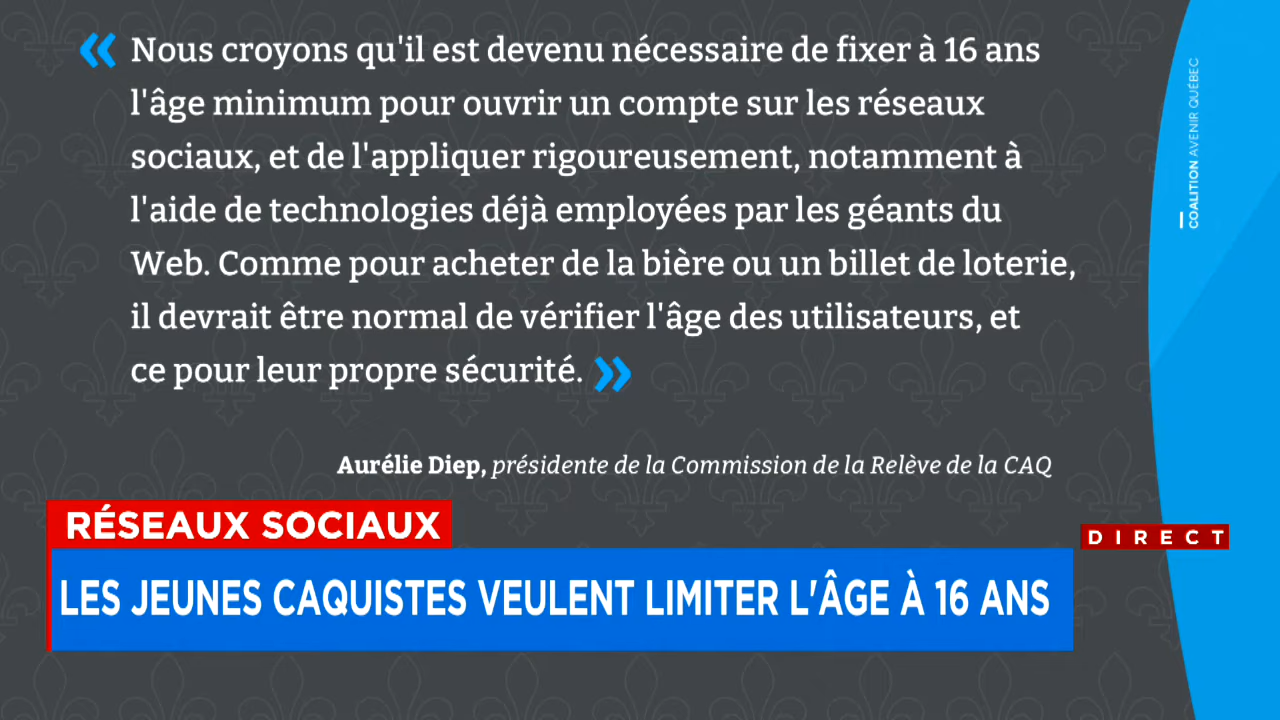 « Nous croyons qu'il est devenu nécessaire de fixer à 16 ans
l'âge minimum pour ouvrir un compte sur les réseaux
sociaux, et de l'appliquer rigoureusement, notamment à
l'aide de technologies déjà employées par les géants du
Web. Comme pour acheter de la bière ou un billet de loterie,
il devrait être normal de vérifier l'âge des utilisateurs, et
ce pour leur propre sécurité. »
Aurélie Diep, présidente de la Commission de la Relève de la CAQ
COALITION AVENIR QUÉBEC
RÉSEAUX SOCIAUX
DIRECT
LES JEUNES CAQUISTES VEULENT LIMITER L'ÂGE À 16 ANS